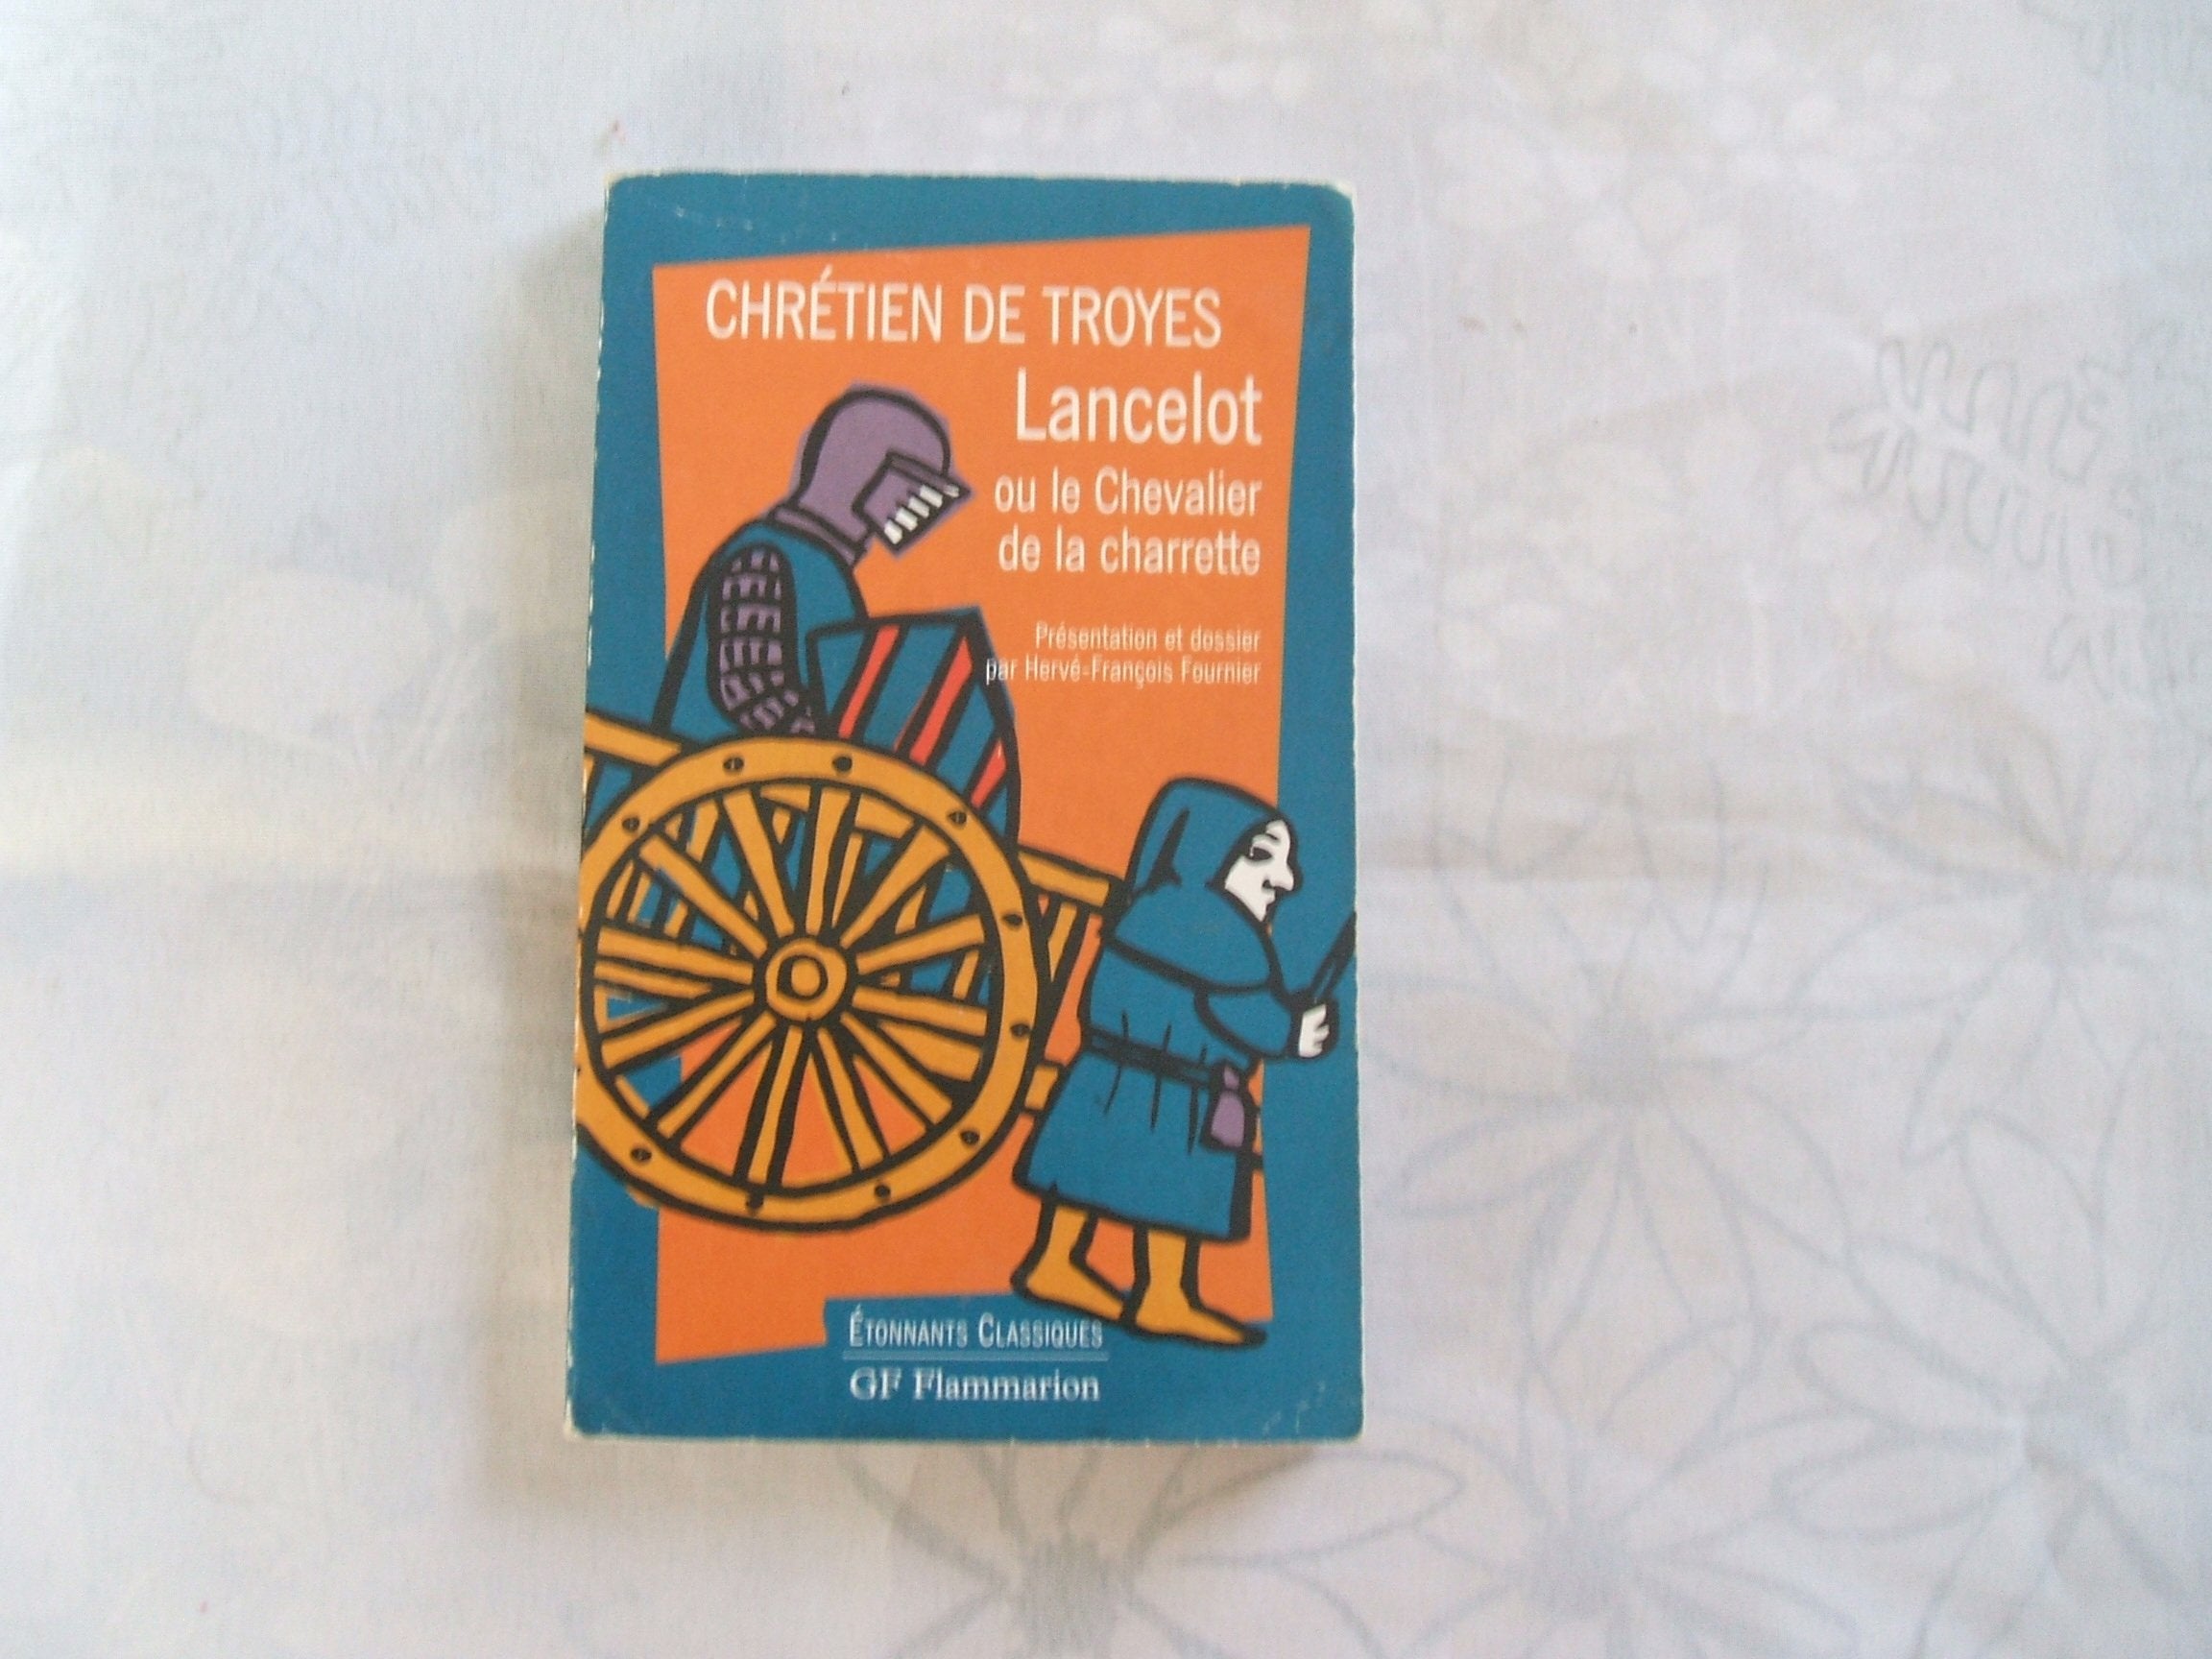 CHRÉTIEN DE TROYES
Lancelot
ou le Chevalier
de la charrette
Présentation et dossier
par Hervé-François Fournier
ÉTONNANTS CLASSIQUES
GF Flammarion